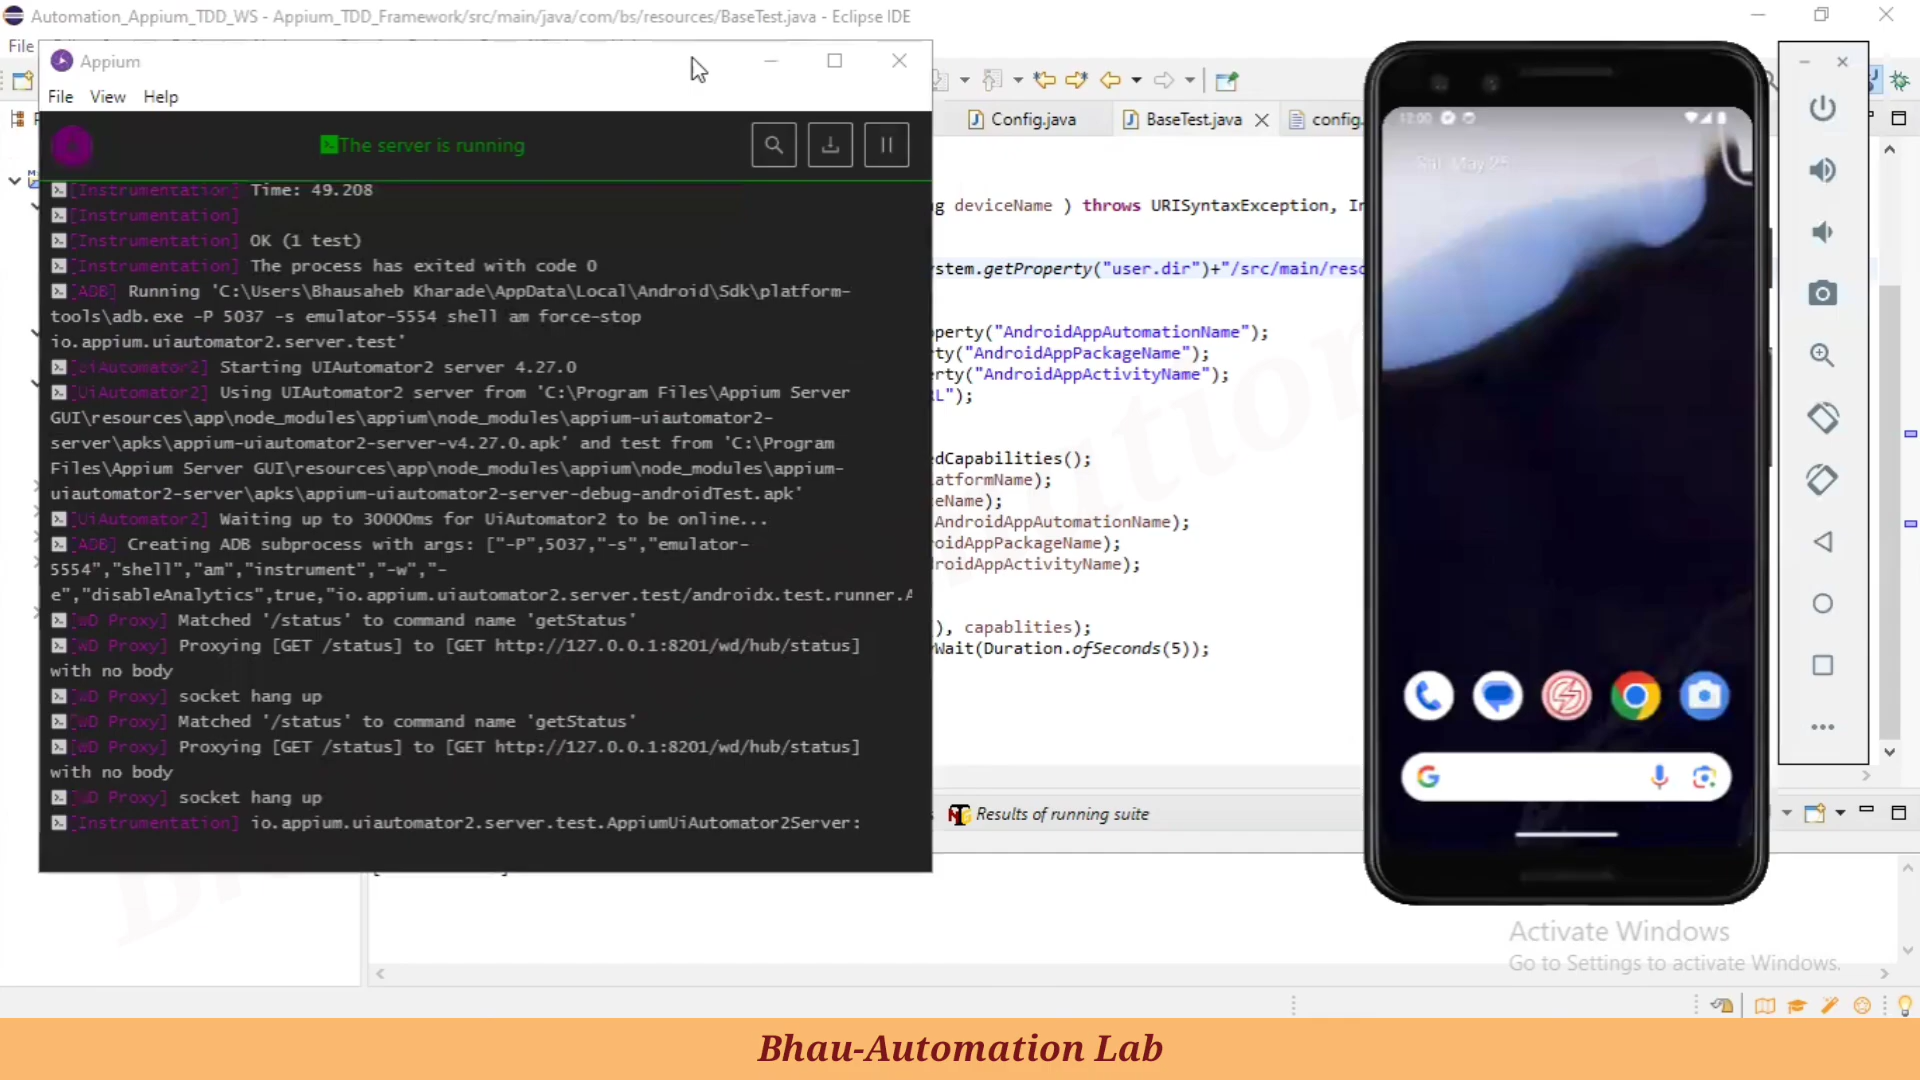 Automation_Appium_TDD_WS - Appium_TDD_Framework/src/main/java/com/bs/resources/BaseTest.java - Eclipse IDE
File
Appium
File View Help
The server is running
[Instrumentation] Time: 49.208
[Instrumentation]
[Instrumentation] OK (1 test)
[Instrumentation] The process has exited with code 0
[ADB] Running 'C:\Users\Bhausaheb Kharade\AppData\Local\Android\Sdk\platform-
tools\adb.exe -P 5037 -s emulator-5554 shell am force-stop
io.appium.uiautomator2.server.test'
[UiAutomator2] Starting UIAutomator2 server 4.27.0
[UiAutomator2] Using UIAutomator2 server from 'C:\Program Files\Appium Server
GUI\resources\app\node_modules\appium\node_modules\appium-uiautomator2-
server\apks\appium-uiautomator2-server-v4.27.0.apk' and test from 'C:\Program
Files\Appium Server GUI\resources\app\node_modules\appium\node_modules\appium-
uiautomator2-server\apks\appium-uiautomator2-server-debug-androidTest.apk'
[UiAutomator2] Waiting up to 30000ms for UiAutomator2 to be online...
[ADB] Creating ADB subprocess with args: ["-P",5037,"-s","emulator-
5554","shell","am","instrument","-w","-
e","disableAnalytics",true,"io.appium.uiautomator2.server.test/androidx.test.runner.A
[WD Proxy] Matched '/status' to command name 'getStatus'
[WD Proxy] Proxying [GET /status] to [GET http://127.0.0.1:8201/wd/hub/status]
with no body
[WD Proxy] socket hang up
[WD Proxy] Matched '/status' to command name 'getStatus'
[WD Proxy] Proxying [GET /status] to [GET http://127.0.0.1:8201/wd/hub/status]
with no body
[WD Proxy] socket hang up
[Instrumentation] io.appium.uiautomator2.server.test.AppiumUiAutomator2Server:
Config.java BaseTest.java config.
g deviceName ) throws URISyntaxException, I
ystem.getProperty("user.dir")+"/src/main/reso
operty("AndroidAppAutomationName");
ty("AndroidAppPackageName");
erty("AndroidAppActivityName");
L");
edCapabilities();
latformName);
eName);
AndroidAppAutomationName);
roidAppPackageName);
roidAppActivityName);
), capablities);
yWait(Duration.ofSeconds(5));
Results of running suite
12:00
Sat, May 25
Activate Windows
Go to Settings to activate Windows.
Bhau-Automation Lab